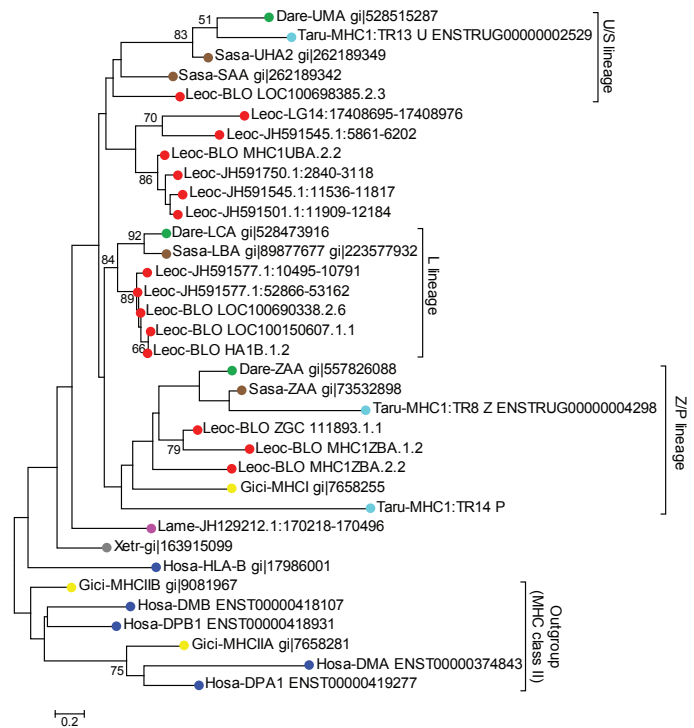 51
Dare-UMA gi|528515287
Taru-MHC1:TR13 U ENSTRUG00000002529
83
Sasa-UHA2 gi|262189349
Sasa-SAA gi|262189342
Leoc-BLO LOC100698385.2.3
U/S lineage
70
Leoc-LG14:17408695-17408976
Leoc-JH591545.1:5861-6202
Leoc-BLO MHC1UBA.2.2
86
Leoc-JH591750.1:2840-3118
Leoc-JH591545.1:11536-11817
Leoc-JH591501.1:11909-12184
92
Dare-LCA gi|528473916
84
Sasa-LBA gi|89877677 gi|223577932
Leoc-JH591577.1:10495-10791
89
Leoc-JH591577.1:52866-53162
Leoc-BLO LOC100690338.2.6
Leoc-BLO LOC100150607.1.1
66
Leoc-BLO HA1B.1.2
L lineage
Dare-ZAA gi|557826088
Sasa-ZAA gi|73532898
Taru-MHC1:TR8 Z ENSTRUG00000004298
Leoc-BLO ZGC 111893.1.1
79
Leoc-BLO MHC1ZBA.1.2
Leoc-BLO MHC1ZBA.2.2
Gici-MHCI gi|7658255
Taru-MHC1:TR14 P
Z/P lineage
Lame-JH129212.1:170218-170496
Xetr-gi|163915099
Hosa-HLA-B gi|17986001
Gici-MHCIIB gi|9081967
Hosa-DMB ENST00000418107
Hosa-DPB1 ENST00000418931
Gici-MHCIIA gi|7658281
75
Hosa-DMA ENST00000374843
Hosa-DPA1 ENST00000419277
Outgroup
(MHC class II)
0.2